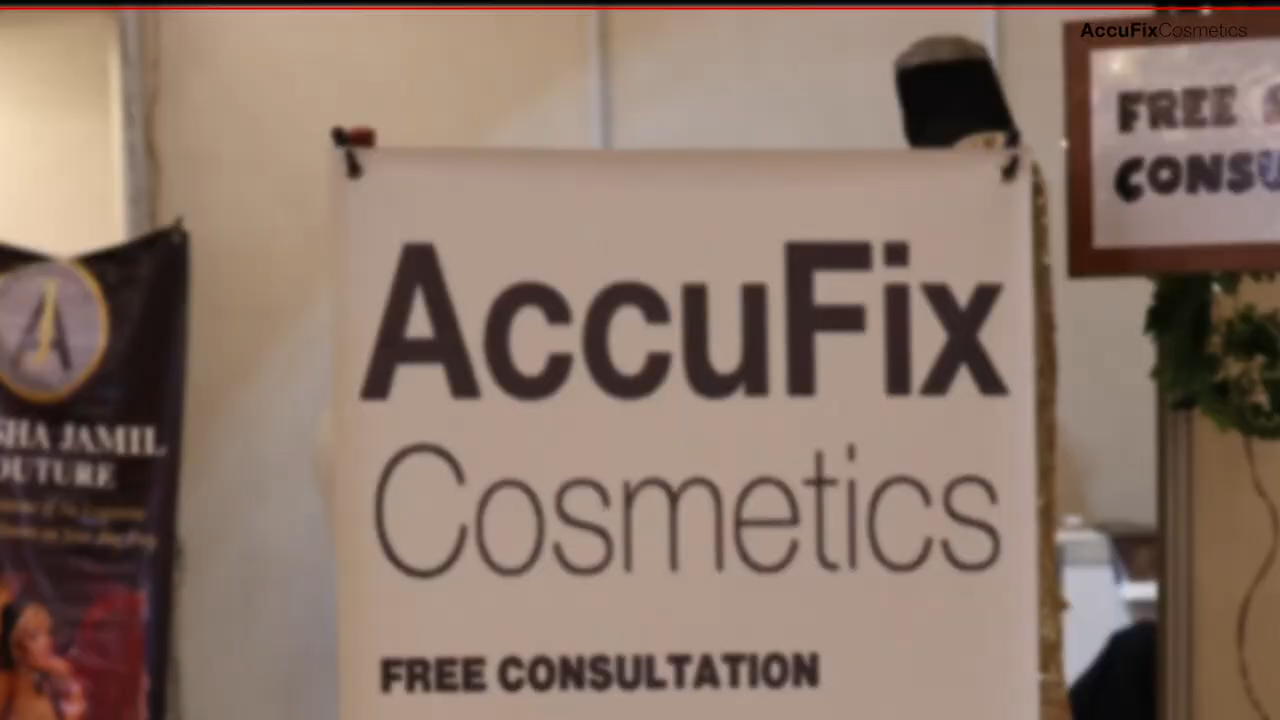 AccuFixCosmetics
FREE
CONSU
AccuFix
Cosmetics
FREE CONSULTATION
SHA JAMIL
OUTURE